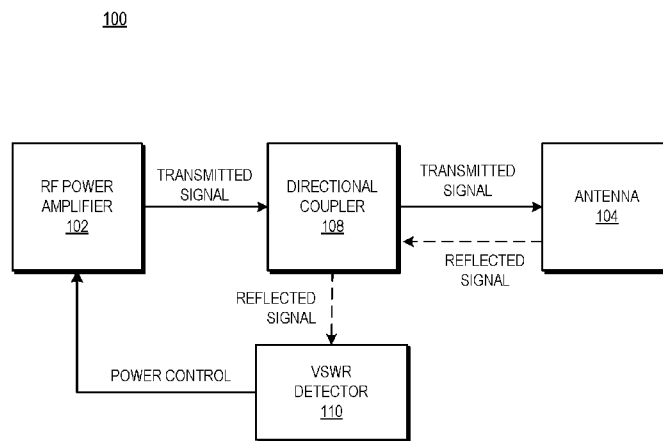 100
RF POWER
AMPLIFIER
102
TRANSMITTED
SIGNAL
DIRECTIONAL
COUPLER
108
TRANSMITTED
SIGNAL
ANTENNA
104
REFLECTED
SIGNAL
REFLECTED
SIGNAL
POWER CONTROL
VSWR
DETECTOR
110